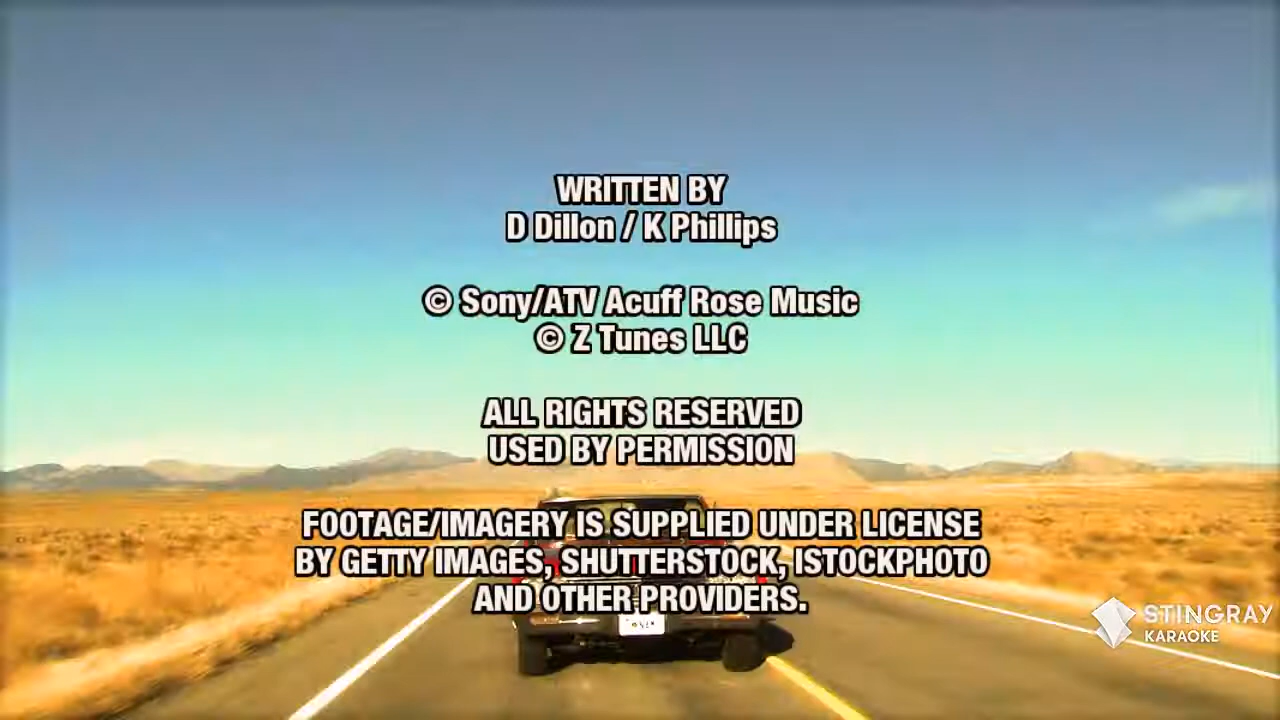 WRITTEN BY
D Dillon / K Phillips
© Sony/ATV Acuff Rose Music
© Z Tunes LLC
ALL RIGHTS RESERVED
USED BY PERMISSION
FOOTAGE/IMAGERY IS SUPPLIED UNDER LICENSE
BY GETTY IMAGES, SHUTTERSTOCK, ISTOCKPHOTO
AND OTHER PROVIDERS.
STINGRAY
KARAOKE